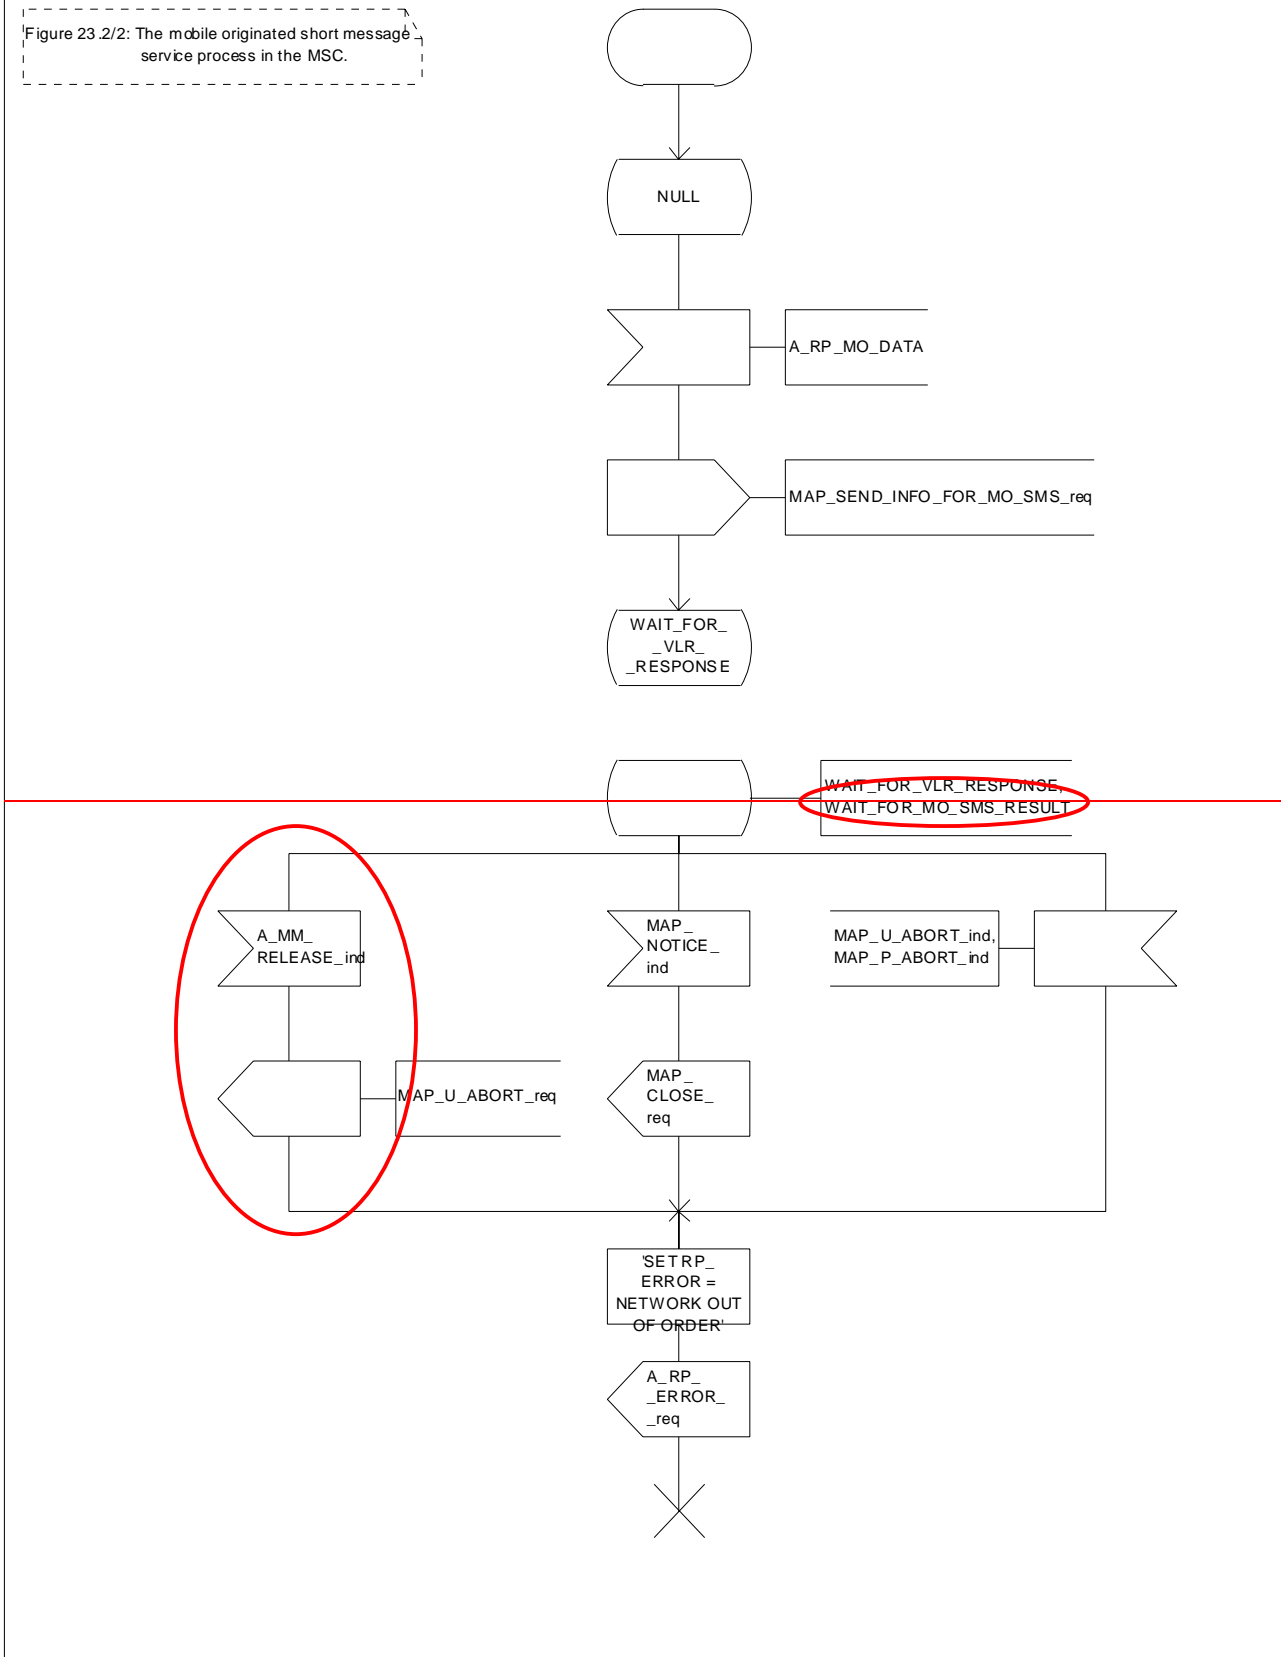 Figure 23.2/2: The mobile originated short message
service process in the MSC.
NULL
A_RP_MO_DATA
MAP_SEND_INFO_FOR_MO_SMS_req
WAIT_FOR_
_VLR_
_RESPONSE
WAIT_FOR_VLR_RESPONSE,
WAIT_FOR_MO_SMS_RESULT
A_MM_
RELEASE_ind
MAP_
NOTICE_
ind
MAP_U_ABORT_ind,
MAP_P_ABORT_ind
MAP_U_ABORT_req
MAP_
CLOSE_
req
'SET RP_
ERROR =
NETWORK OUT
OF ORDER'
A_RP_
_ERROR_
_req